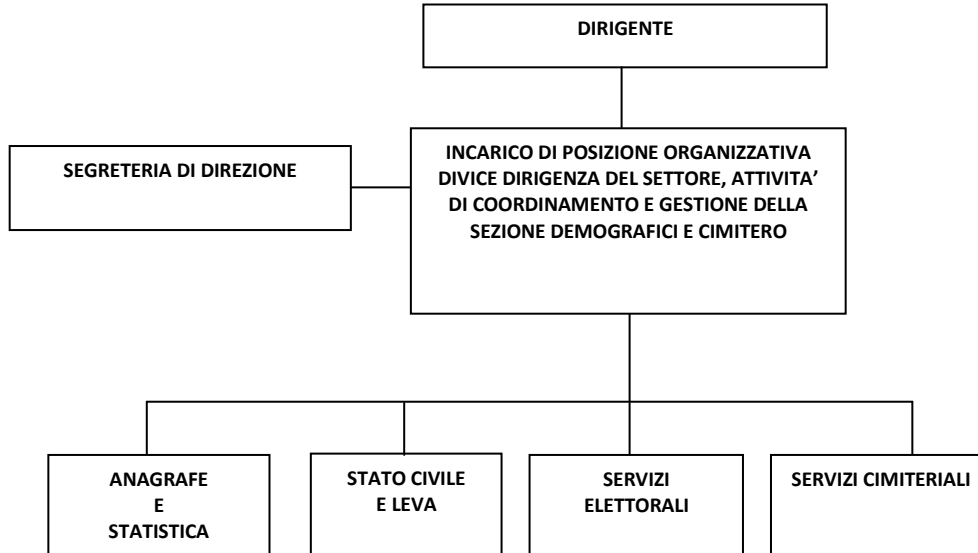 DIRIGENTE
SEGRETERIA DI DIREZIONE
INCARICO DI POSIZIONE ORGANIZZATIVA
DIVICE DIRIGENZA DEL SETTORE, ATTIVITA’
DI COORDINAMENTO E GESTIONE DELLA
SEZIONE DEMOGRAFICI E CIMITERO
ANAGRAFE
E
STATISTICA
STATO CIVILE
E LEVA
SERVIZI
ELETTORALI
SERVIZI CIMITERIALI